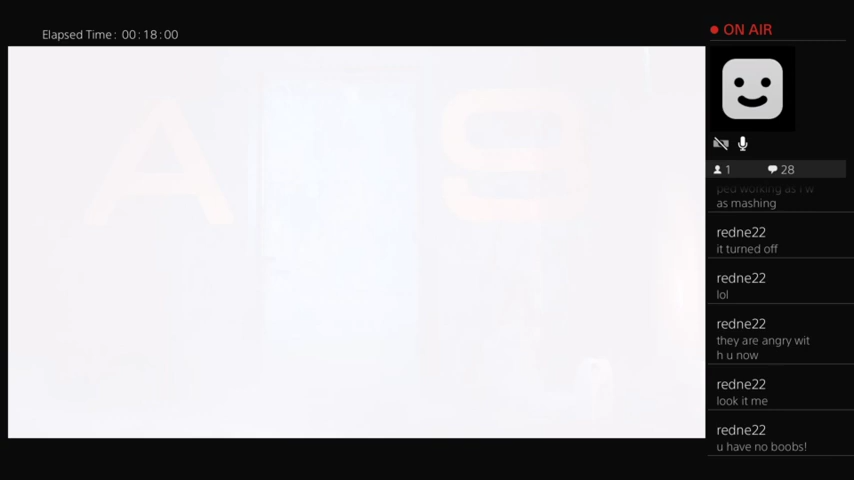 Elapsed Time: 00:18:00
ON AIR
A 9
1 28
ped working as i w
as mashing
redne22
it turned off
redne22
lol
redne22
they are angry wit
h u now
redne22
look it me
redne22
u have no boobs!